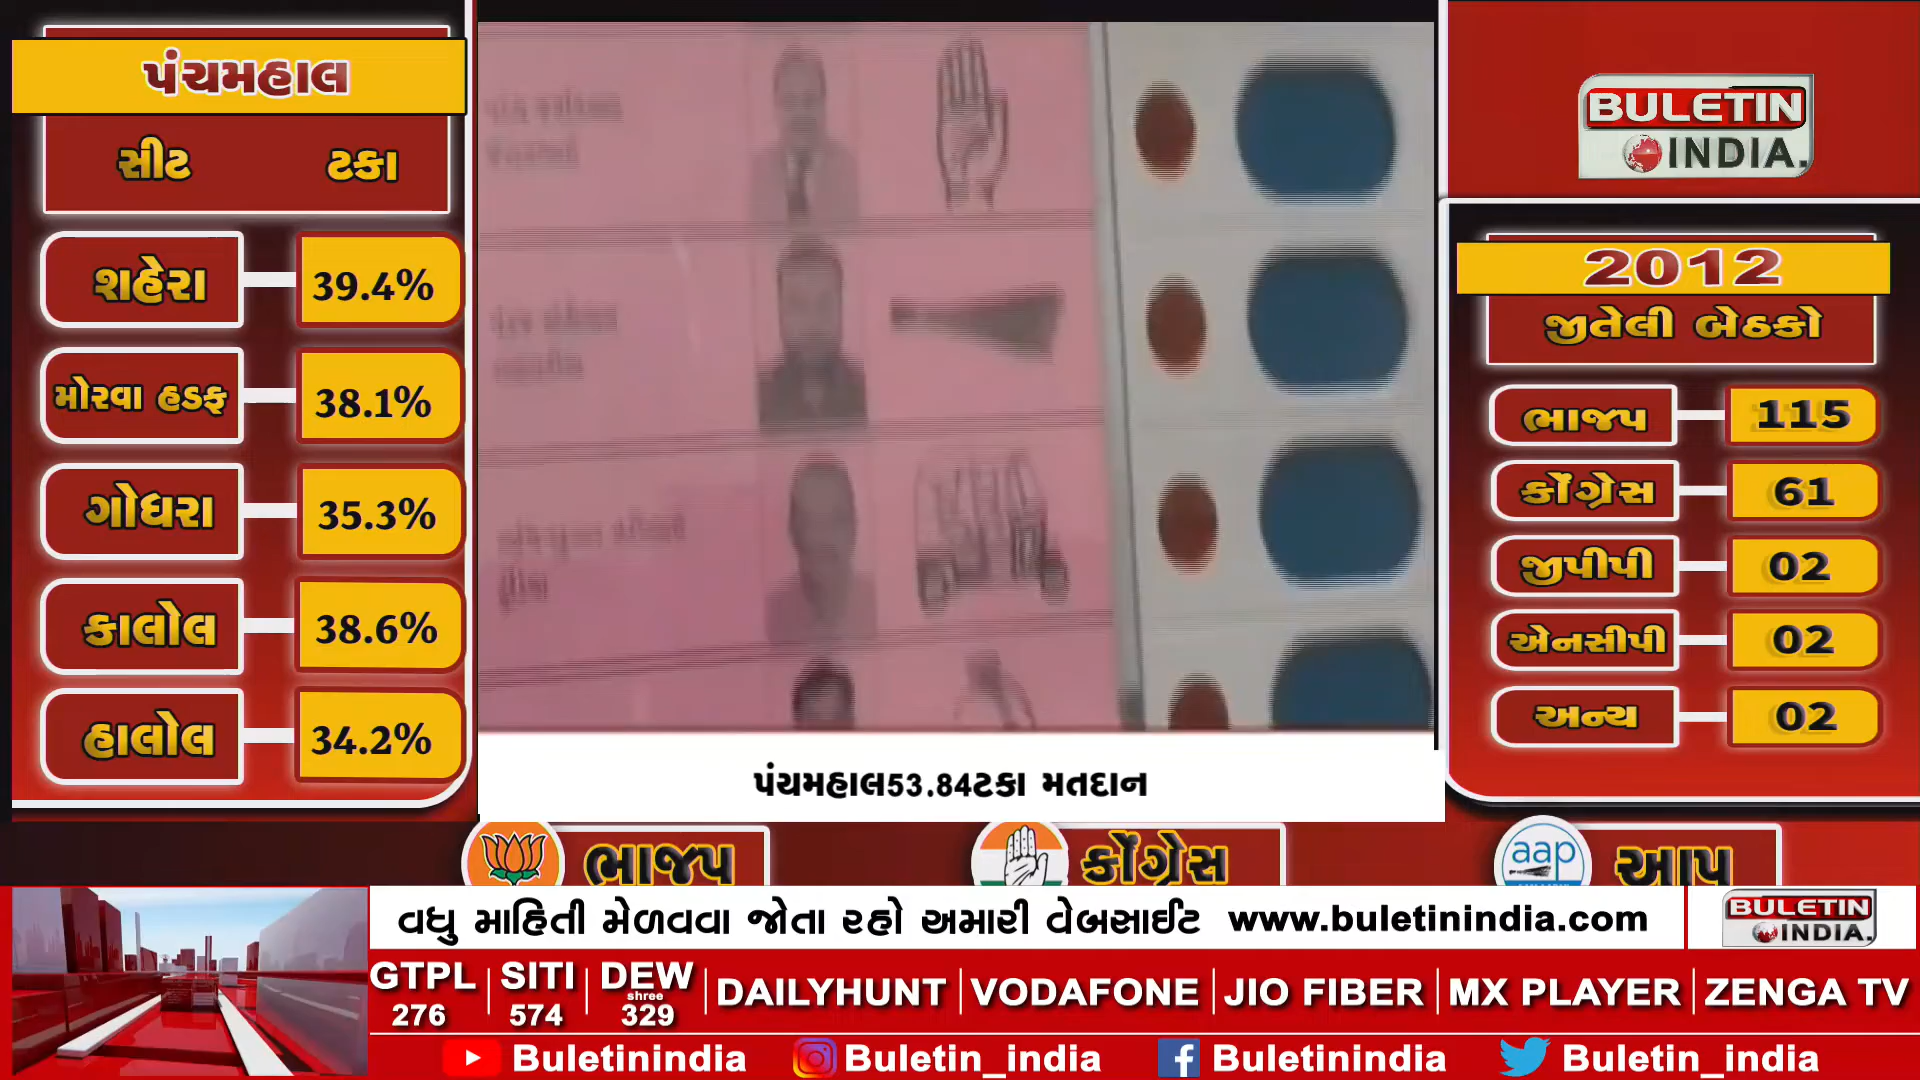 પંચમહાલ
સીટ ટકા
શહેરા 39.4%
મોરવા હડફ 38.1%
ગોધરા 35.3%
કાલોલ 38.6%
હાલોલ 34.2%
BULETIN
INDIA.
2012
જીતેલી બેઠકો
ભાજપ 115
કોંગ્રેસ 61
જીપીપી 02
એનસીપી 02
અન્ય 02
પંચમહાલ53.84ટકા મતદાન
ભાજપ કોંગ્રેસ aap આપ
વધુ માહિતી મેળવવા જોતા રહો અમારી વેબસાઈટ www.buletinindia.com
BULETIN
INDIA.
GTPL 276 SITI 574 DEW shree 329 DAILYHUNT VODAFONE JIO FIBER MX PLAYER ZENGA TV
Buletinindia Buletin_india Buletinindia Buletin_india